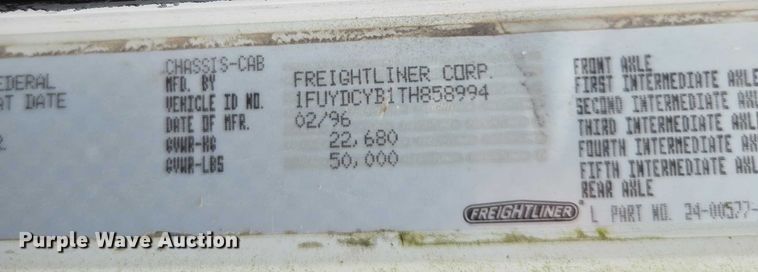 EDERAL
AT DATE
CHASSIS-CAB
MFD. BY FREIGHTLINER CORP.
VEHICLE ID NO. 1FUYDCYB1TH858994
DATE OF MFR. 02/96
GVWR-KG 22,680
GVWR-LBS 50,000
FRONT AXLE
FIRST INTERMEDIATE AXL
SECOND INTERMEDIATE AX
THIRD INTERMEDIATE AXL
FOURTH INTERMEDIATE AX
FIFTH INTERMEDIATE AXL
REAR AXLE
FREIGHTLINER L PART NO. 24-00577-
Purple Wave Auction